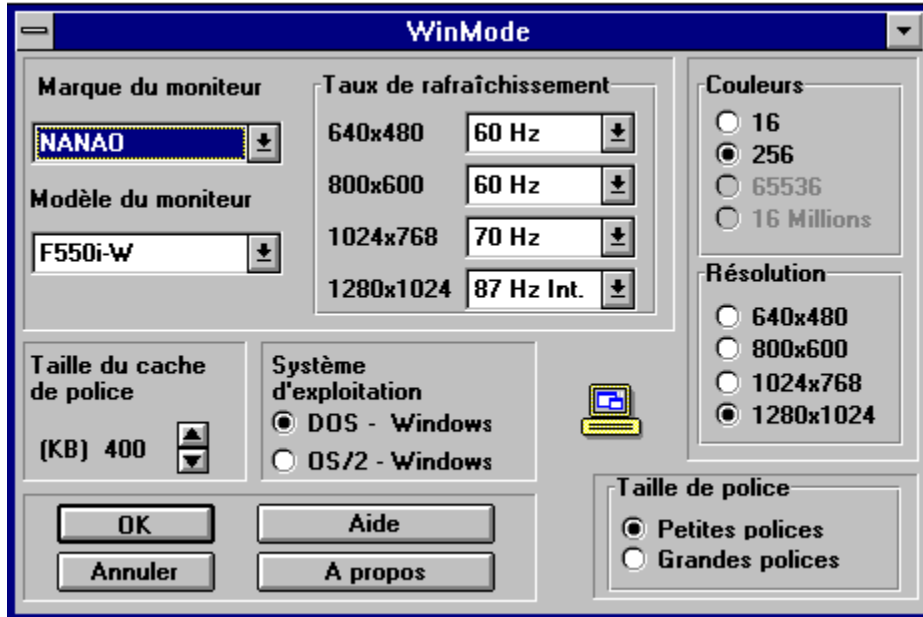 WinMode
Marque du moniteur
NANAO
Modèle du moniteur
F550i-W
Taux de rafraîchissement
640x480 60 Hz
800x600 60 Hz
1024x768 70 Hz
1280x1024 87 Hz Int.
Couleurs
16
256
65536
16 Millions
Résolution
640x480
800x600
1024x768
1280x1024
Taille du cache
de police
(KB) 400
Système
d'exploitation
DOS - Windows
OS/2 - Windows
Taille de police
Petites polices
Grandes polices
OK
Aide
Annuler
A propos